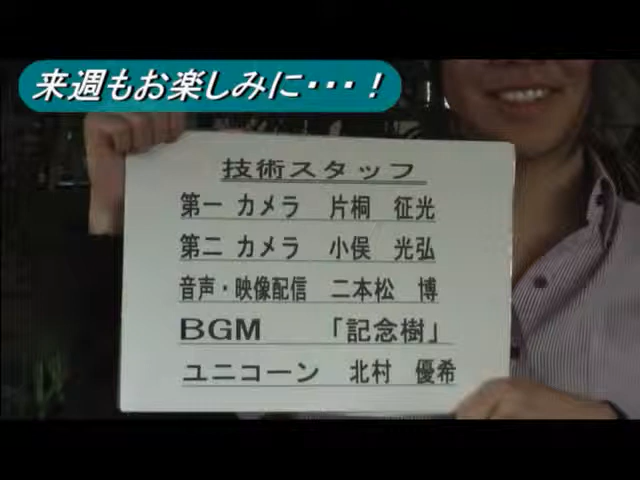 来週もお楽しみに・・・！
技術スタッフ
第一 カメラ 片桐 征光
第二 カメラ 小俣 光弘
音声・映像配信 二本松 博
BGM 「記念樹」
ユニコーン 北村 優希